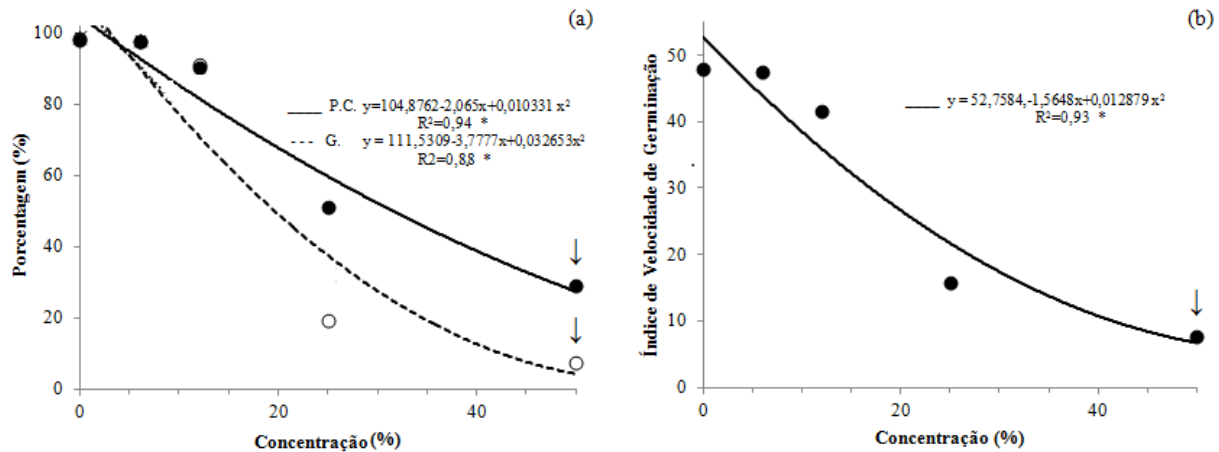 (a)
100
80
60
40
20
0
Porcentagem (%)
____ P.C. y=104,8762-2,065x+0,010331 x²
R²=0,94 *
--- G. y = 111,5309-3,7777x+0,032653x²
R2=0,88 *
↓
↓
0 20 40
Concentração (%)
(b)
50
40
30
20
10
0
Índice de Velocidade de Germinação
____ y = 52,7584,-1,5648x+0,012879 x²
R²=0,93 *
↓
0 20 40
Concentração (%)